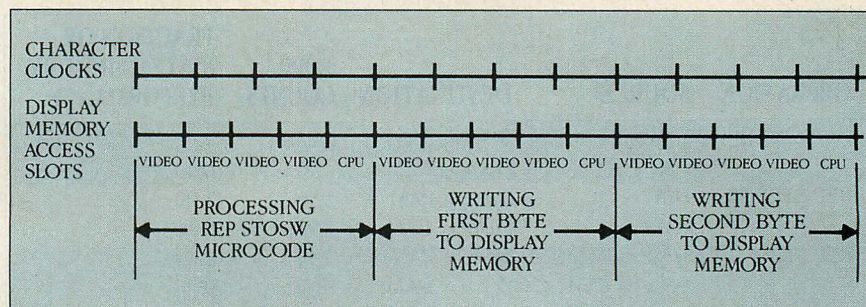 CHARACTER
CLOCKS
DISPLAY
MEMORY
ACCESS
SLOTS
VIDEO VIDEO VIDEO VIDEO CPU VIDEO VIDEO VIDEO VIDEO CPU VIDEO VIDEO VIDEO VIDEO CPU
PROCESSING
REP STOSW
MICROCODE
WRITING
FIRST BYTE
TO DISPLAY
MEMORY
WRITING
SECOND BYTE
TO DISPLAY
MEMORY